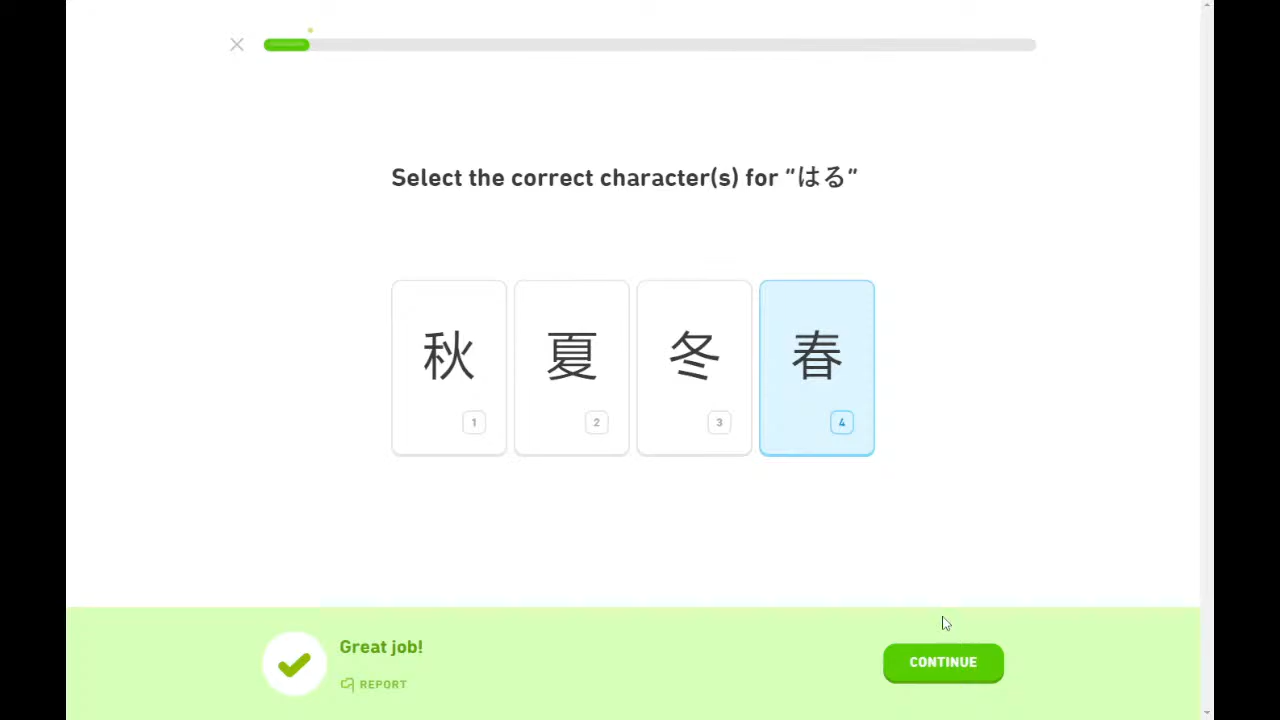 Select the correct character(s) for “はる”
秋 夏 冬 春
1 2 3 4
Great job!
REPORT
CONTINUE